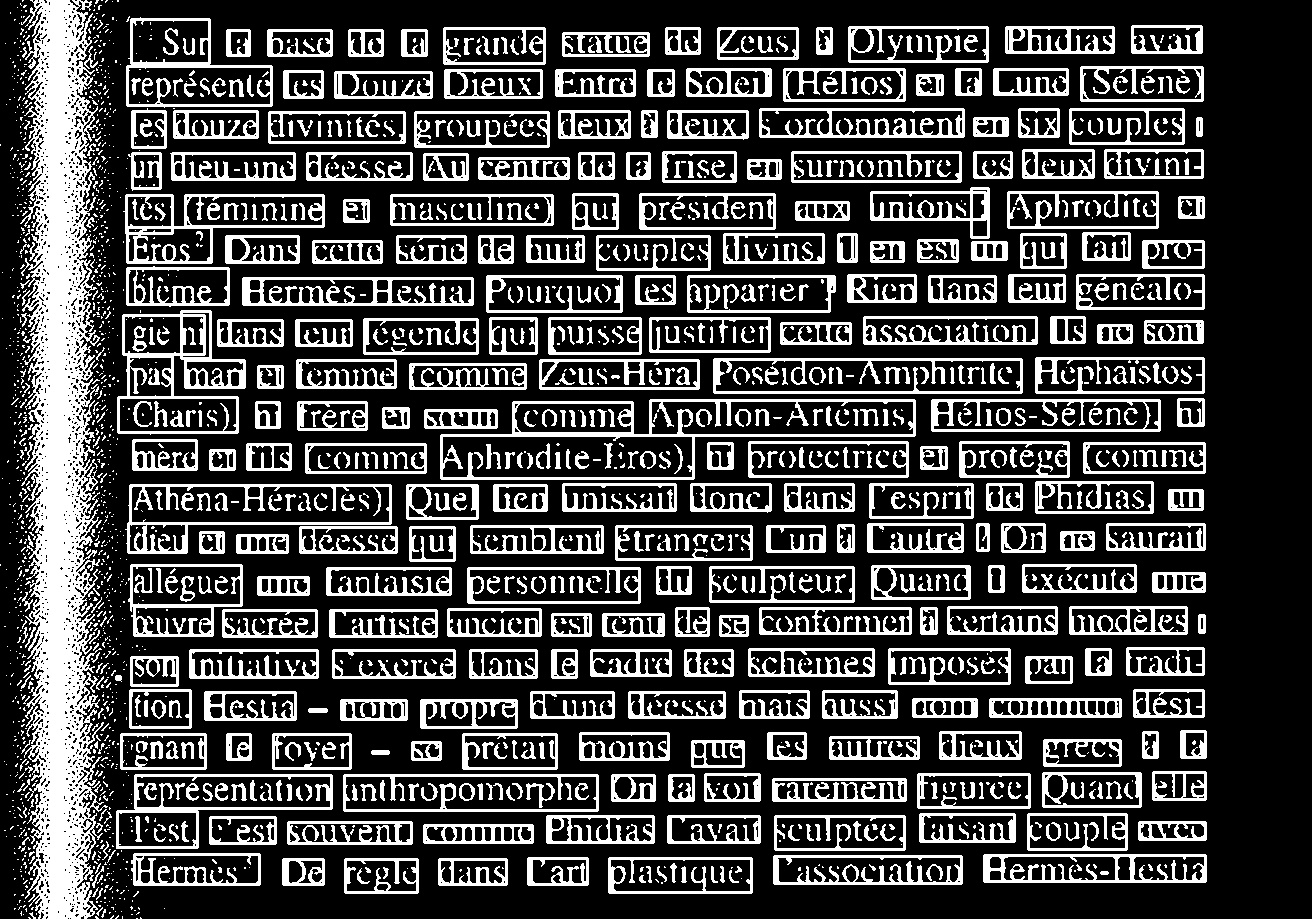 Sur la base de la grande statue de Zeus, à Olympie, Phidias avait
représenté les Douze Dieux. Entre le Soleil (Hélios) et la Lune (Séléné)
les douze divinités, groupées deux à deux, s'ordonnaient en six couples :
un dieu-une déesse. Au centre de la frise, en surnombre, les deux divini-
tés (féminine et masculine) qui président aux unions : Aphrodite et
Éros². Dans cette série de huit couples divins, il en est un qui fait pro-
blème : Hermès-Hestia. Pourquoi les apparier ? Rien dans leur généalo-
gie ni dans leur légende qui puisse justifier cette association. Ils ne sont
pas mari et femme (comme Zeus-Héra, Poséidon-Amphitrite, Héphaïstos-
Charis), ni frère et sœur (comme Apollon-Artémis, Hélios-Séléné), ni
mère et fils (comme Aphrodite-Éros), ni protectrice et protégé (comme
Athéna-Héraclès). Quel lien unissait donc, dans l'esprit de Phidias, un
dieu et une déesse qui semblent étrangers l'un à l'autre ? On ne saurait
alléguer une fantaisie personnelle du sculpteur. Quand il exécute une
œuvre sacrée, l'artiste ancien est tenu de se conformer à certains modèles :
son initiative s'exerce dans le cadre des schèmes imposés par la tradi-
tion. Hestia – nom propre d'une déesse mais aussi nom commun dési-
gnant le foyer – se prêtait moins que les autres dieux grecs à la
représentation anthropomorphe. On la voit rarement figurée. Quand elle
l'est, c'est souvent, comme Phidias l'avait sculptée, faisant couple avec
Hermès. De règle dans l'art plastique, l'association Hermès-Hestia